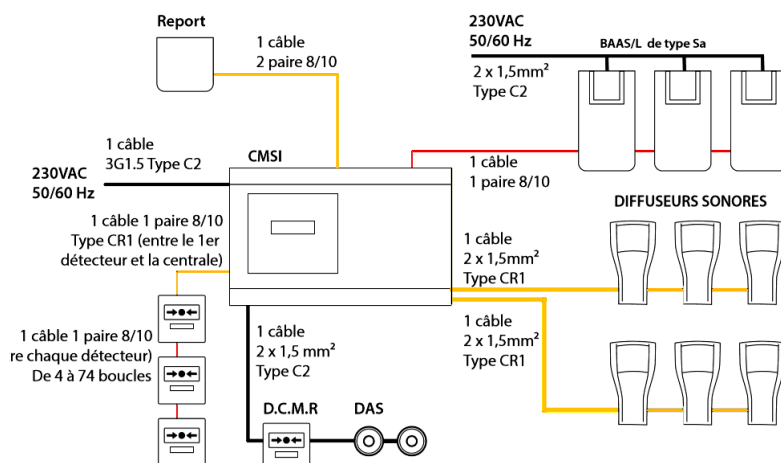 Report
1 câble
2 paire 8/10
230VAC
50/60 Hz
BAAS/L de type Sa
2 x 1,5mm²
Type C2
1 câble
3G1.5 Type C2
CMSI
230VAC
50/60 Hz
1 câble
1 paire 8/10
DIFFUSEURS SONORES
1 câble 1 paire 8/10
Type CR1 (entre le 1er
détecteur et la centrale)
1 câble
2 x 1,5mm²
Type CR1
1 câble
2 x 1,5mm²
Type CR1
1 câble 1 paire 8/10
re chaque détecteur)
De 4 à 74 boucles
1 câble
2 x 1,5 mm²
Type C2
D.C.M.R
DAS